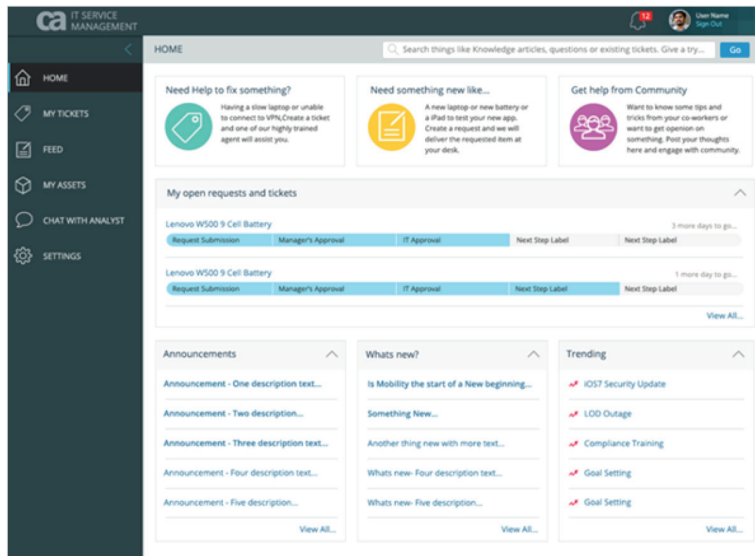 ca IT SERVICE
MANAGEMENT
12
User Name
Sign Out
HOME
MY TICKETS
FEED
MY ASSETS
CHAT WITH ANALYST
SETTINGS
HOME
Search things like Knowledge articles, questions or existing tickets. Give a try...
Go
Need Help to fix something?
Having a slow laptop or unable
to connect to VPN,Create a ticket
and one of our highly trained
agent will assist you.
Need something new like...
A new laptop or new battery or
a iPad to test your new app.
Create a request and we will
deliver the requested item at
your desk.
Get help from Community
Want to know some tips and
tricks from your co-workers or
want to get openion on
something. Post your thoughts
here and engage with community.
My open requests and tickets
Lenovo W500 9 Cell Battery
3 more days to go...
Request Submission Manager's Approval IT Approval Next Step Label Next Step Label
Lenovo W500 9 Cell Battery
1 more day to go...
Request Submission Manager's Approval IT Approval Next Step Label Next Step Label
View All...
Announcements
Announcement - One description text...
Announcement - Two description...
Announcement - Three description text...
Announcement - Four description text...
Announcement - Five description...
View All...
Whats new?
Is Mobility the start of a New beginning...
Something New...
Another thing new with more text...
Whats new- Four description text...
Whats new- Five description...
View All...
Trending
iOS7 Security Update
LOD Outage
Compliance Training
Goal Setting
Goal Setting
View All...